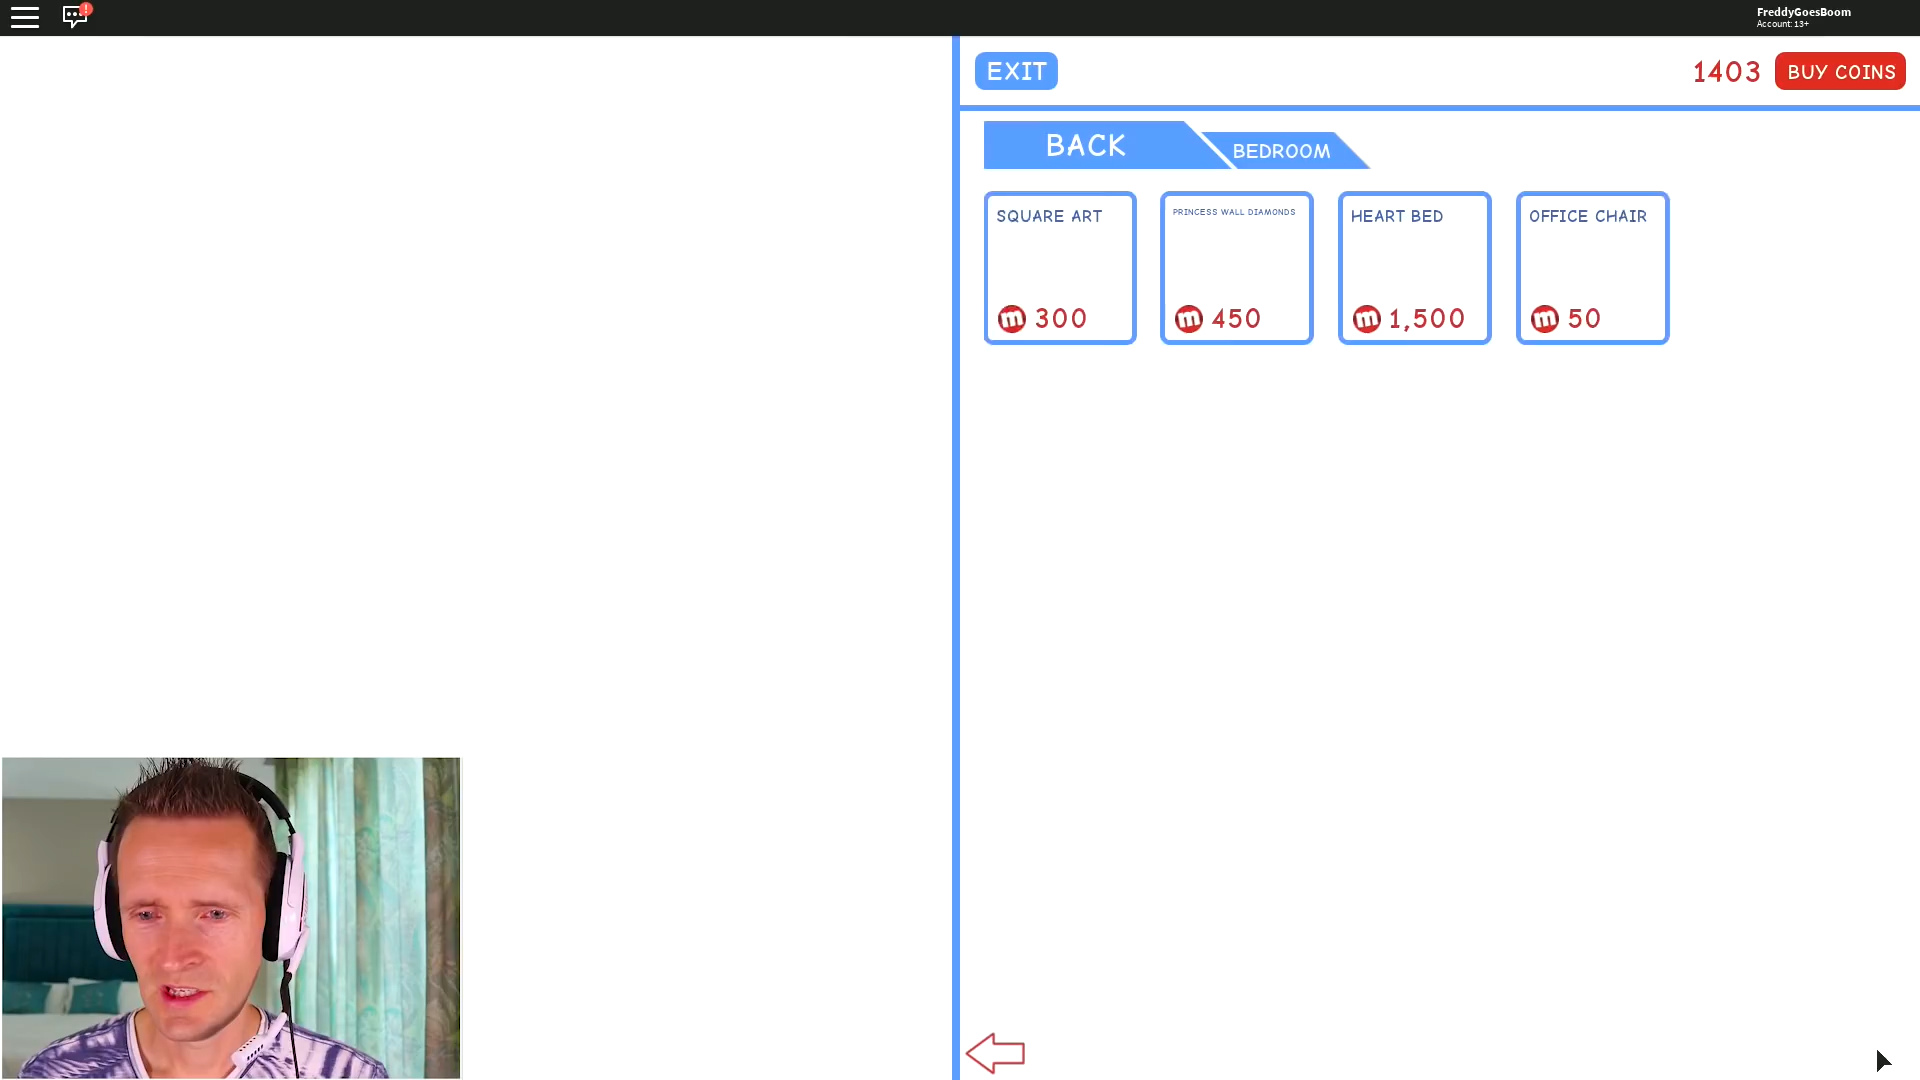 FreddyGoesBoom
Account: 13+
EXIT
1403
BUY COINS
BACK
BEDROOM
SQUARE ART
PRINCESS WALL DIAMONDS
HEART BED
OFFICE CHAIR
m 300
m 450
m 1,500
m 50